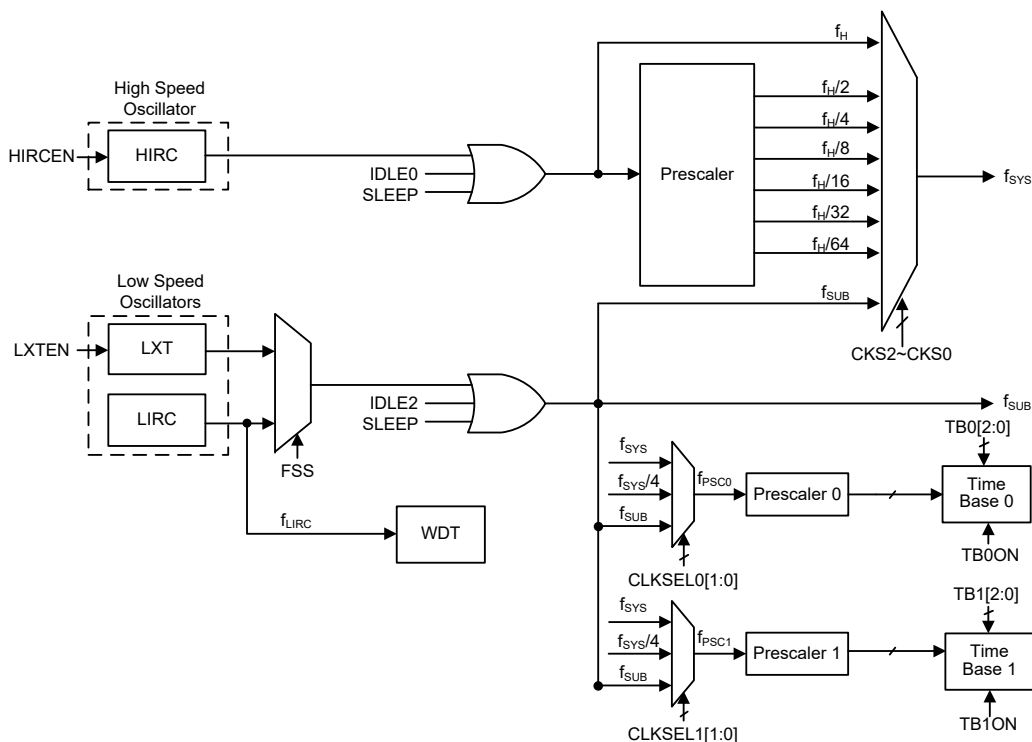 High Speed
Oscillator
HIRCEN
HIRC
IDLE0
SLEEP
Prescaler
fH
fH/2
fH/4
fH/8
fH/16
fH/32
fH/64
fSUB
fSYS
CKS2~CKS0
Low Speed
Oscillators
LXTEN
LXT
LIRC
FSS
IDLE2
SLEEP
fSUB
fLIRC
WDT
fSYS
fSYS/4
fSUB
fPSC0
CLKSEL0[1:0]
Prescaler 0
TB0[2:0]
Time
Base 0
TB0ON
fSYS
fSYS/4
fSUB
fPSC1
CLKSEL1[1:0]
Prescaler 1
TB1[2:0]
Time
Base 1
TB1ON